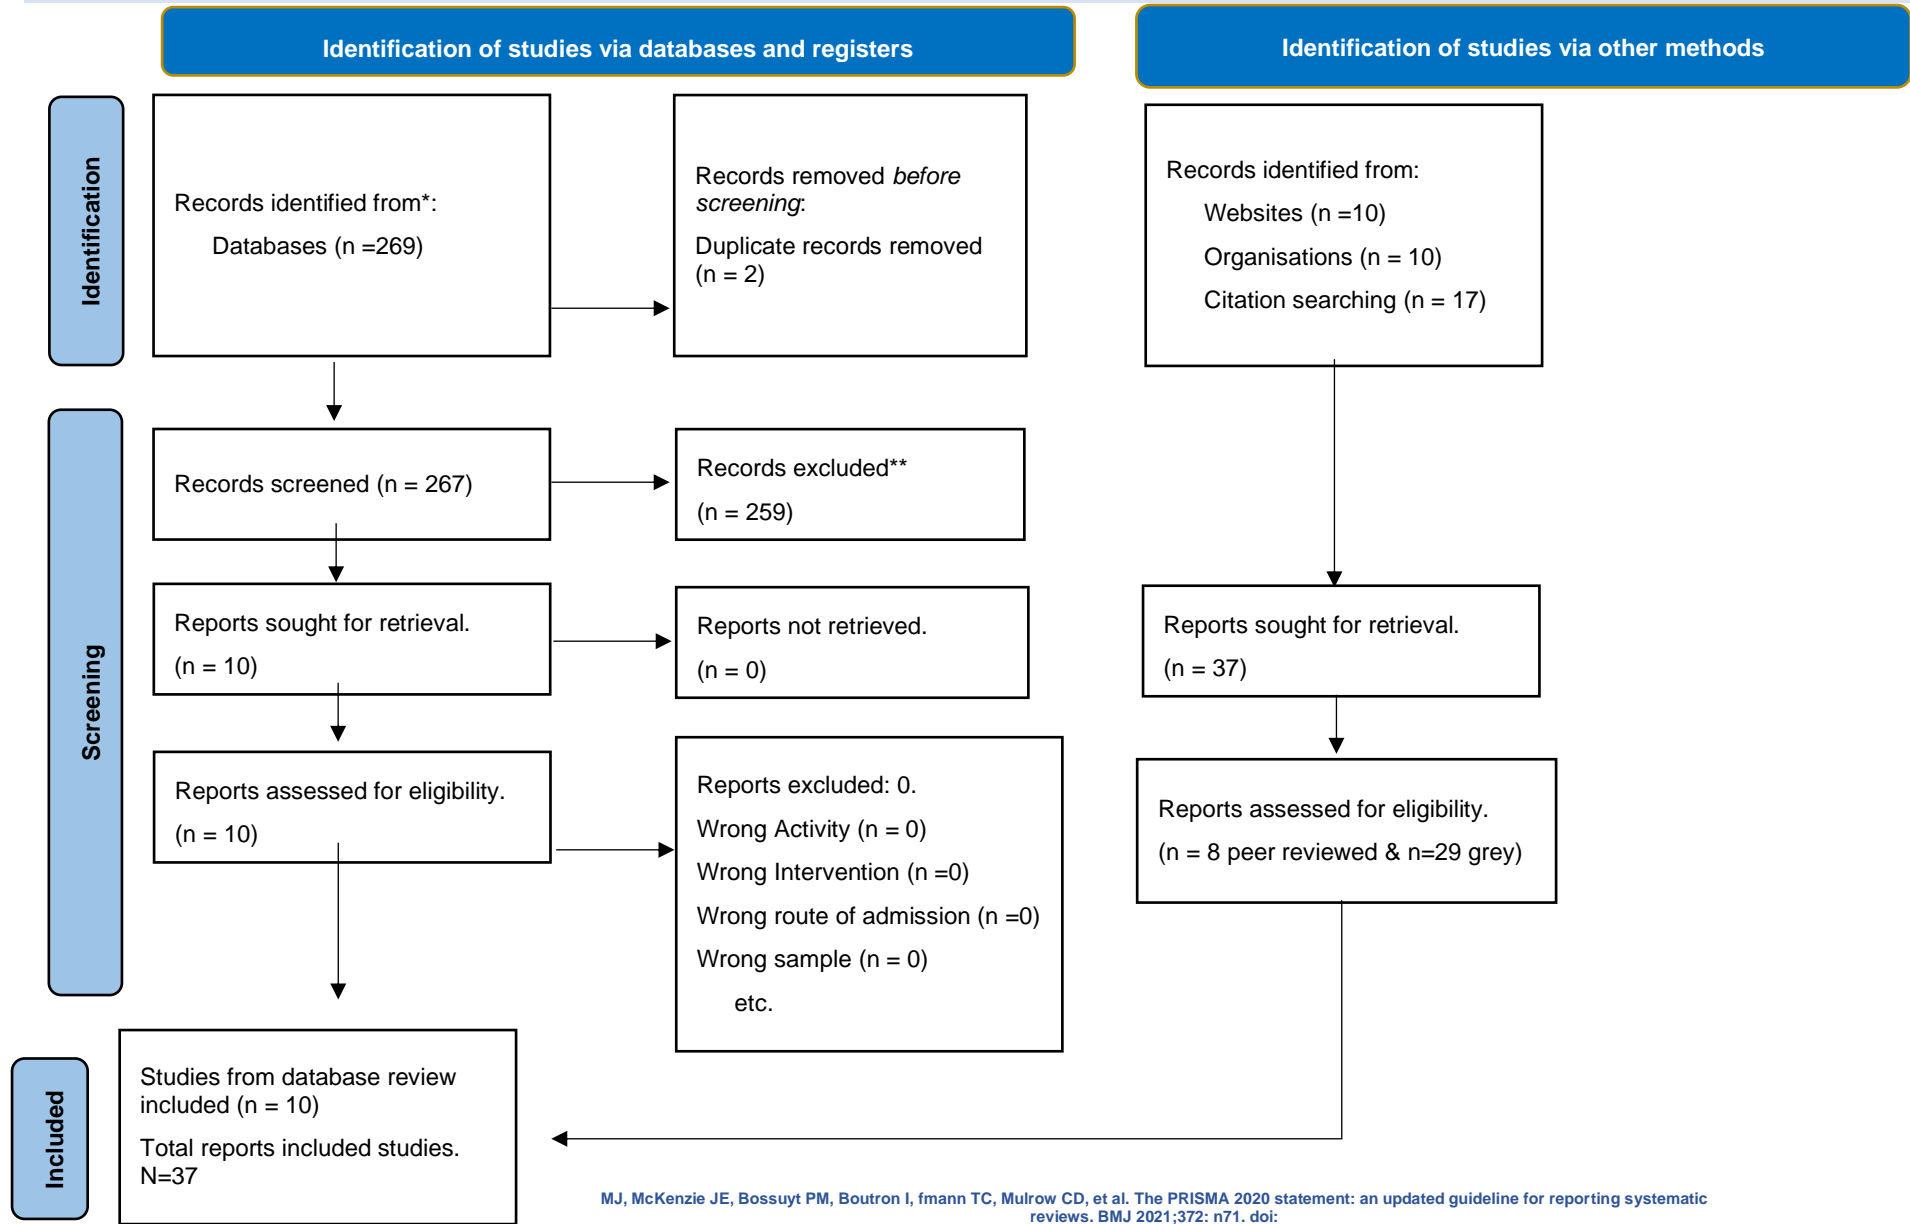 Identification of studies via databases and registers
Identification of studies via other methods
Identification
Records identified from*:
Databases (n =269)
Records removed before
screening:
Duplicate records removed
(n = 2)
Records identified from:
Websites (n =10)
Organisations (n = 10)
Citation searching (n = 17)
Screening
Records screened (n = 267)
Records excluded**
(n = 259)
Reports sought for retrieval.
(n = 10)
Reports not retrieved.
(n = 0)
Reports sought for retrieval.
(n = 37)
Reports assessed for eligibility.
(n = 10)
Reports excluded: 0.
Wrong Activity (n = 0)
Wrong Intervention (n =0)
Wrong route of admission (n =0)
Wrong sample (n = 0)
etc.
Reports assessed for eligibility.
(n = 8 peer reviewed & n=29 grey)
Included
Studies from database review
included (n = 10)
Total reports included studies.
N=37
MJ, McKenzie JE, Bossuyt PM, Boutron I, fmann TC, Mulrow CD, et al. The PRISMA 2020 statement: an updated guideline for reporting systematic
reviews. BMJ 2021;372: n71. doi: